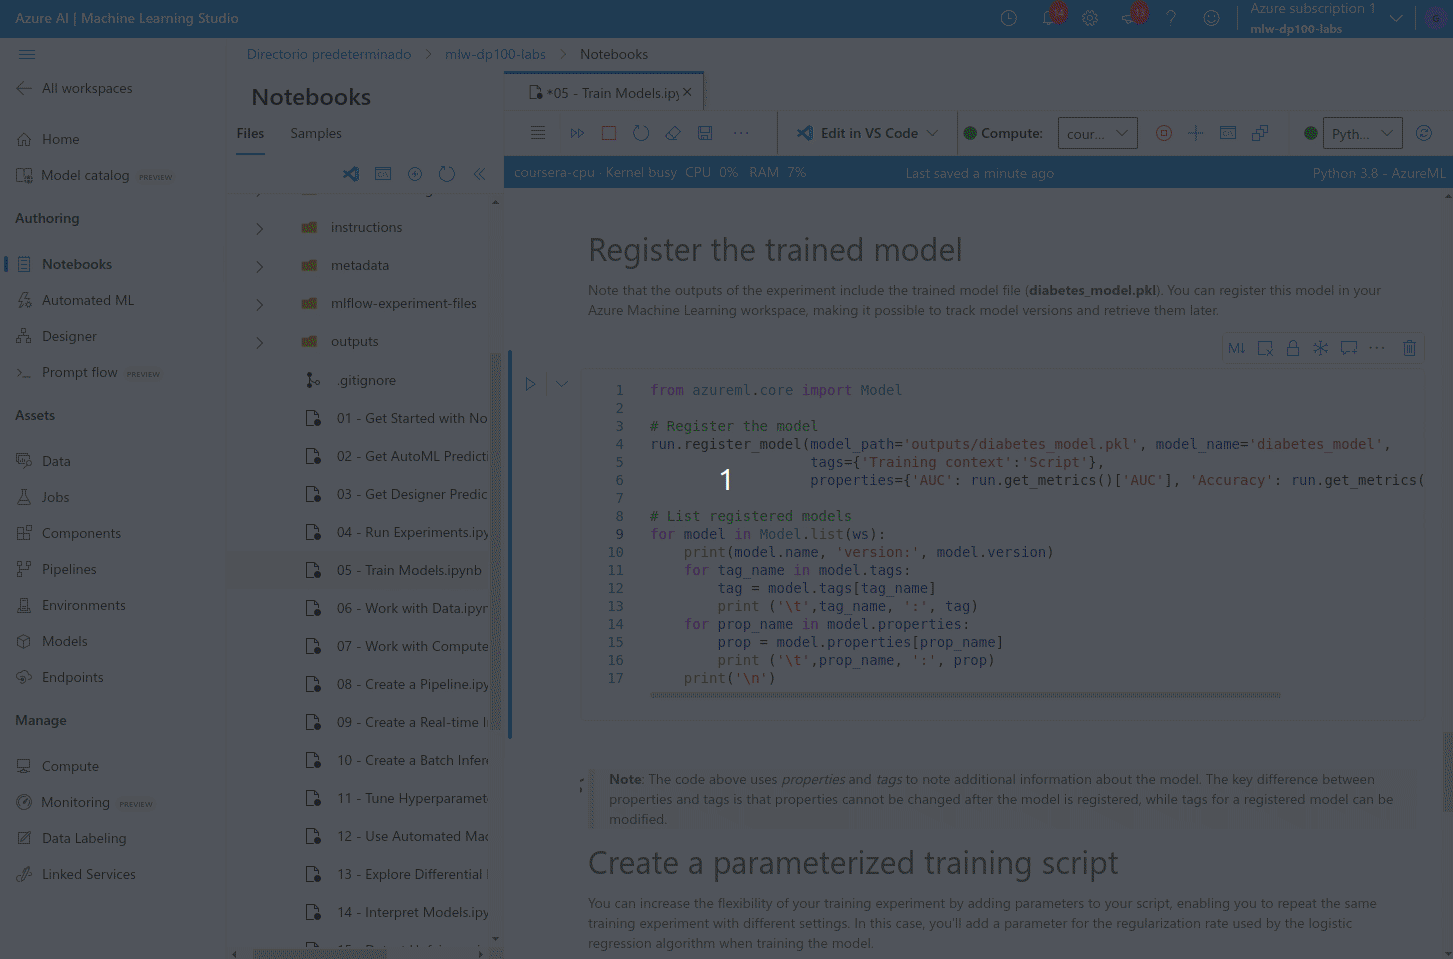 Azure AI | Machine Learning Studio
54
13
Azure subscription 1
mlw-dp100-labs
Directorio predeterminado > mlw-dp100-labs > Notebooks
All workspaces
Home
Model catalog PREVIEW
Authoring
Notebooks
Automated ML
Designer
Prompt flow PREVIEW
Assets
Data
Jobs
Components
Pipelines
Environments
Models
Endpoints
Manage
Compute
Monitoring PREVIEW
Data Labeling
Linked Services
Notebooks
Files Samples
instructions
metadata
mlflow-experiment-files
outputs
.gitignore
01 - Get Started with No
02 - Get AutoML Predicti
03 - Get Designer Predic
04 - Run Experiments.ipy
05 - Train Models.ipynb
06 - Work with Data.ipyn
07 - Work with Compute
08 - Create a Pipeline.ipy
09 - Create a Real-time I
10 - Create a Batch Infere
11 - Tune Hyperparamet
12 - Use Automated Mac
13 - Explore Differential
14 - Interpret Models.ipy
*05 - Train Models.ipy
Edit in VS Code
Compute:
cour...
Pyth...
coursera-cpu · Kernel busy CPU 0% RAM 7%
Last saved a minute ago
Python 3.8 - AzureML
Register the trained model
Note that the outputs of the experiment include the trained model file (diabetes_model.pkl). You can register this model in your
Azure Machine Learning workspace, making it possible to track model versions and retrieve them later.
M↓
1 from azureml.core import Model
2
3 # Register the model
4 run.register_model(model_path='outputs/diabetes_model.pkl', model_name='diabetes_model',
5 tags={'Training context':'Script'},
6 properties={'AUC': run.get_metrics()['AUC'], 'Accuracy': run.get_metrics(
7
8 # List registered models
9 for model in Model.list(ws):
10 print(model.name, 'version:', model.version)
11 for tag_name in model.tags:
12 tag = model.tags[tag_name]
13 print ('\t',tag_name, ':', tag)
14 for prop_name in model.properties:
15 prop = model.properties[prop_name]
16 print ('\t',prop_name, ':', prop)
17 print('\n')
1
Note: The code above uses properties and tags to note additional information about the model. The key difference between
properties and tags is that properties cannot be changed after the model is registered, while tags for a registered model can be
modified.
Create a parameterized training script
You can increase the flexibility of your training experiment by adding parameters to your script, enabling you to repeat the same
training experiment with different settings. In this case, you'll add a parameter for the regularization rate used by the logistic
regression algorithm when training the model.